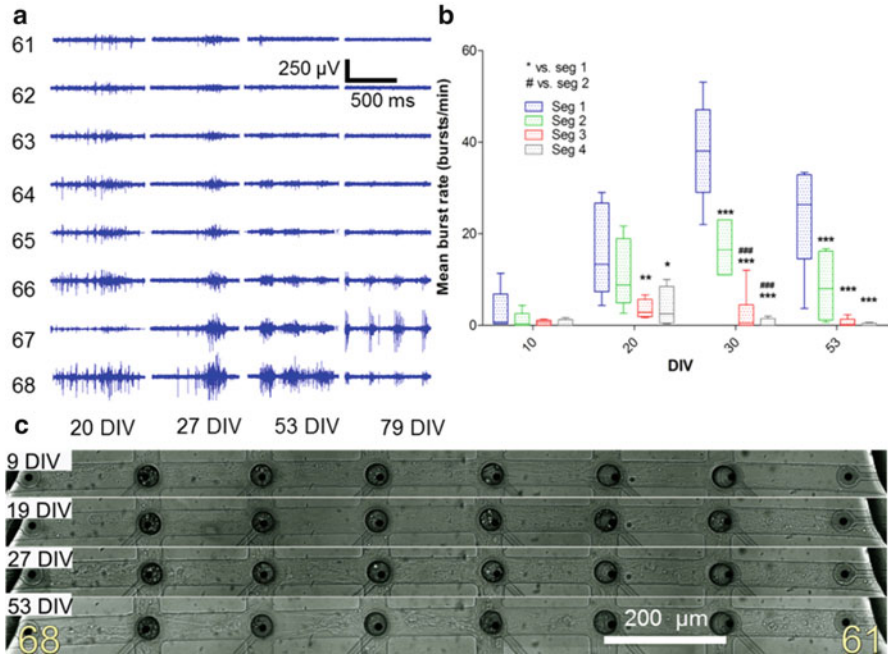 a
61
62
63
64
65
66
67
68
250 µV
500 ms
20 DIV 27 DIV 53 DIV 79 DIV
b
Mean burst rate (bursts/min)
60
40
20
0
* vs. seg 1
# vs. seg 2
Seg 1
Seg 2
Seg 3
Seg 4
**
*
***
###
***
###
***
***
***
***
10 20 30 53
DIV
c
9 DIV
19 DIV
27 DIV
53 DIV
68
200 µm
61